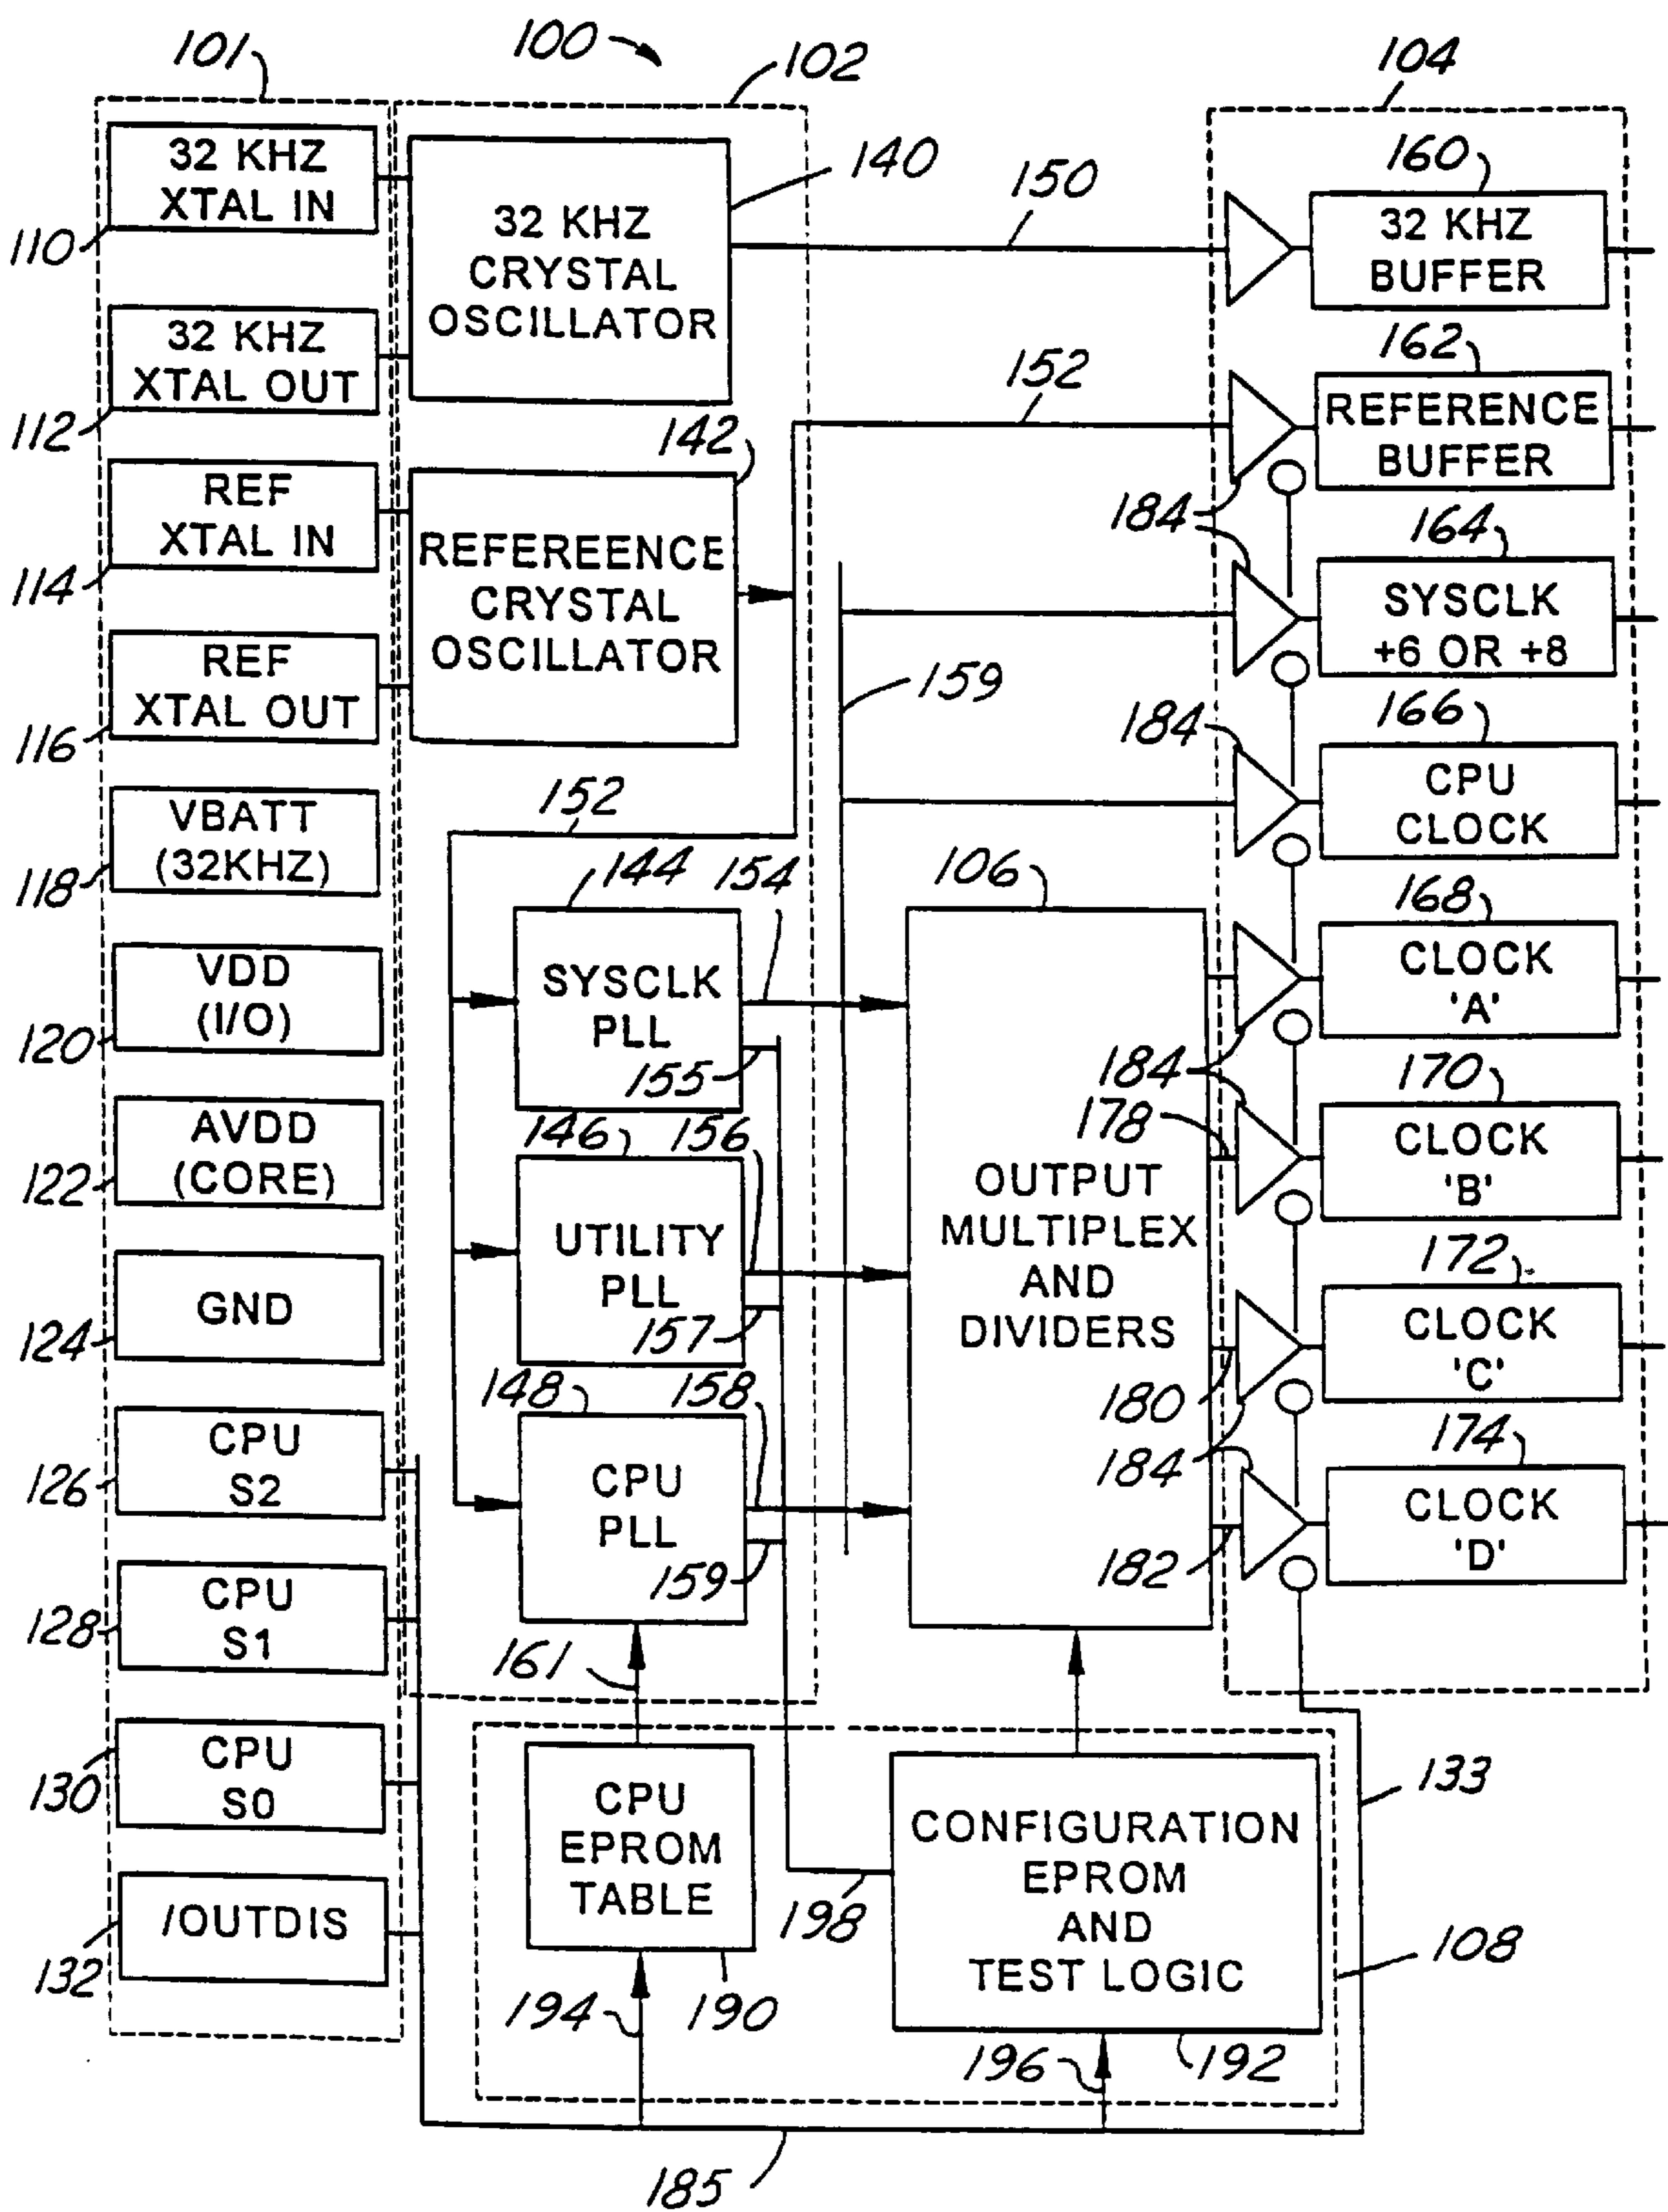 101
100
102
104
32 KHZ
XTAL IN
110
32 KHZ
CRYSTAL
OSCILLATOR
140
150
160
32 KHZ
BUFFER
32 KHZ
XTAL OUT
112
152
162
REFERENCE
BUFFER
142
REF
XTAL IN
114
REFEREENCE
CRYSTAL
OSCILLATOR
184
164
SYSCLK
+6 OR +8
REF
XTAL OUT
116
159
184
166
CPU
CLOCK
VBATT
(32KHZ)
118
152
144
154
106
168
CLOCK
'A'
VDD
(I/O)
120
SYSCLK
PLL
155
184
178
170
CLOCK
'B'
AVDD
(CORE)
122
146
156
UTILITY
PLL
157
OUTPUT
MULTIPLEX
AND
DIVIDERS
GND
124
172
CLOCK
'C'
180
148
158
CPU
S2
126
CPU
PLL
159
184
174
CLOCK
'D'
182
CPU
S1
128
161
CPU
S0
130
CPU
EPROM
TABLE
CONFIGURATION
EPROM
AND
TEST LOGIC
133
198
/OUTDIS
132
194
190
196
192
108
185